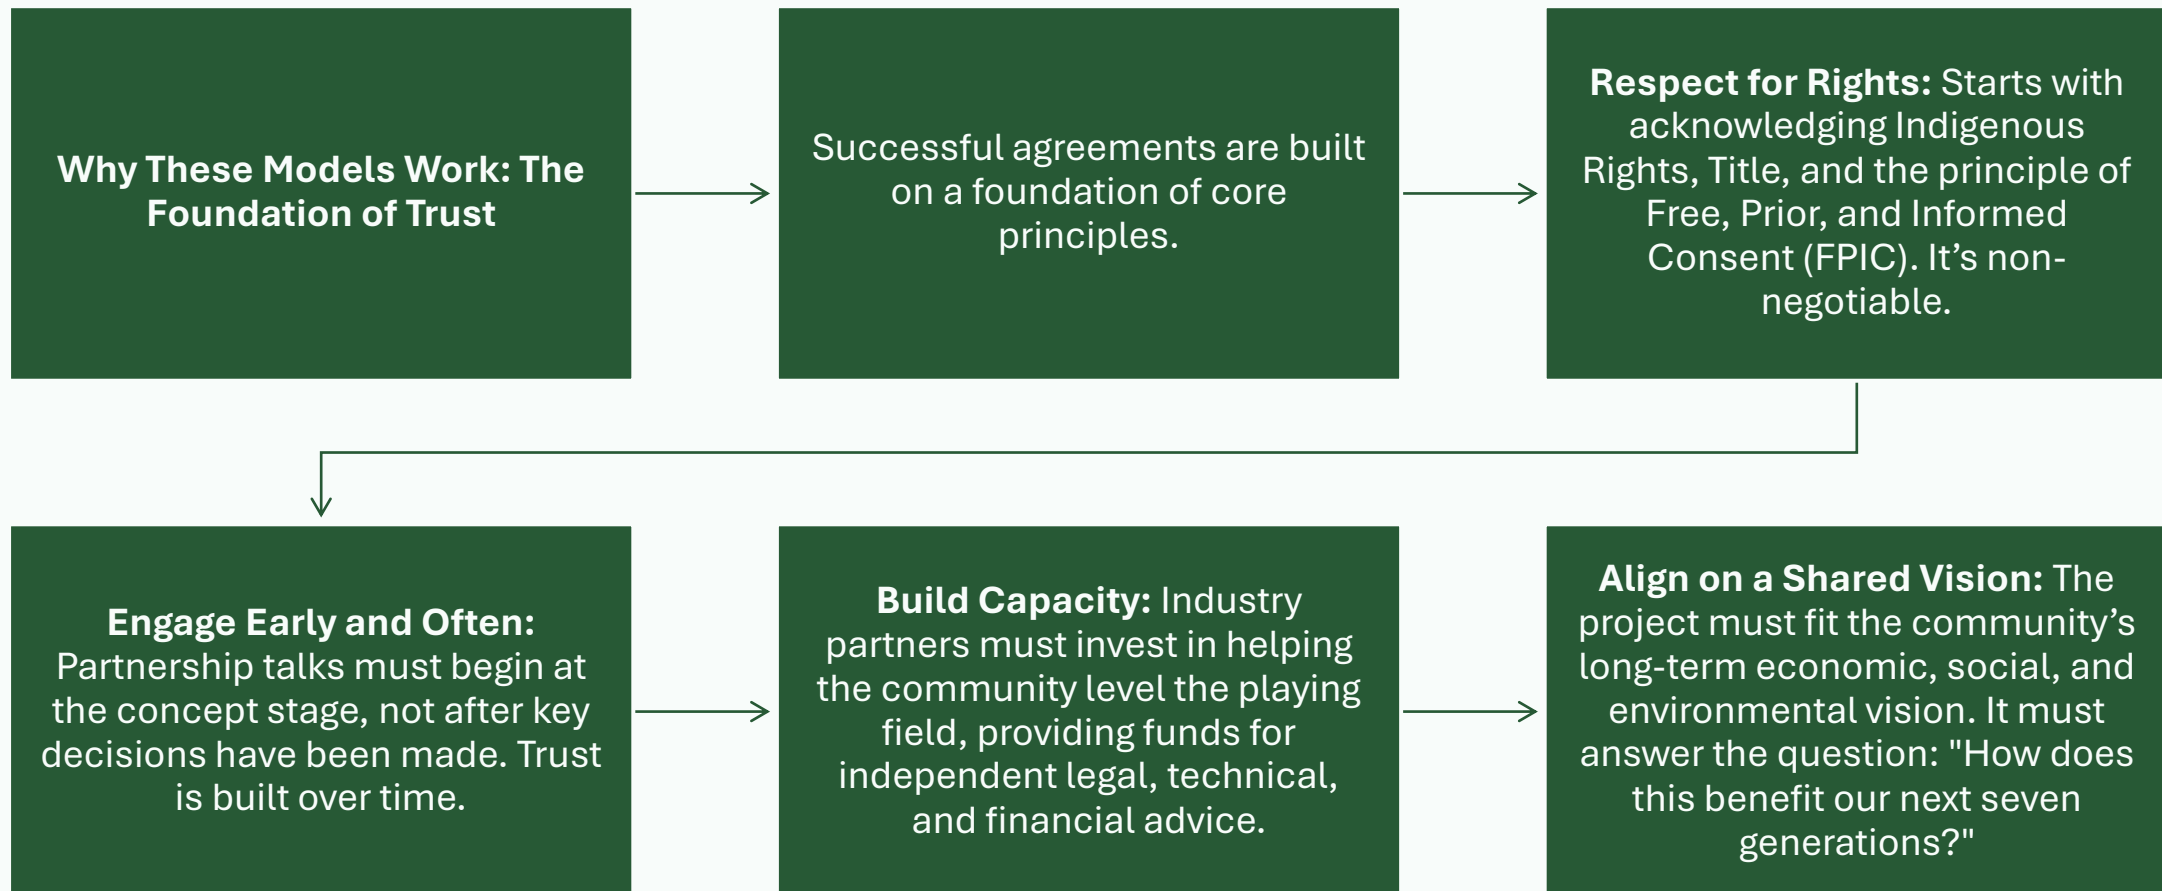 Why These Models Work: The
Foundation of Trust
Successful agreements are built
on a foundation of core
principles.
Respect for Rights: Starts with
acknowledging Indigenous
Rights, Title, and the principle of
Free, Prior, and Informed
Consent (FPIC). It’s non-
negotiable.
Engage Early and Often:
Partnership talks must begin at
the concept stage, not after key
decisions have been made. Trust
is built over time.
Build Capacity: Industry
partners must invest in helping
the community level the playing
field, providing funds for
independent legal, technical,
and financial advice.
Align on a Shared Vision: The
project must fit the community’s
long-term economic, social, and
environmental vision. It must
answer the question: "How does
this benefit our next seven
generations?"